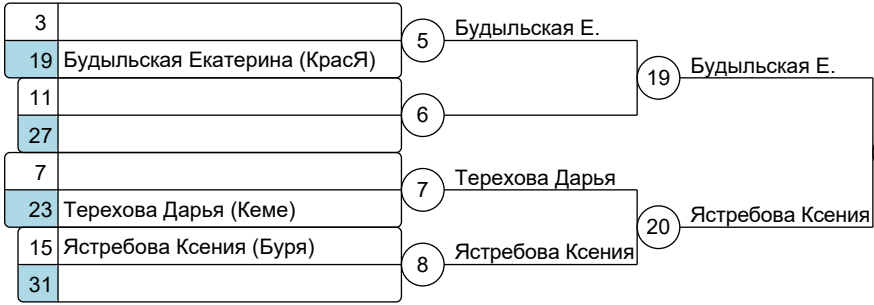 3
19 Будыльская Екатерина (КрасЯ)
5 Будыльская Е.
11
27
6
19 Будыльская Е.
7
23 Терехова Дарья (Кеме)
7 Терехова Дарья
15 Ястребова Ксения (Буря)
31
8 Ястребова Ксения
20 Ястребова Ксения